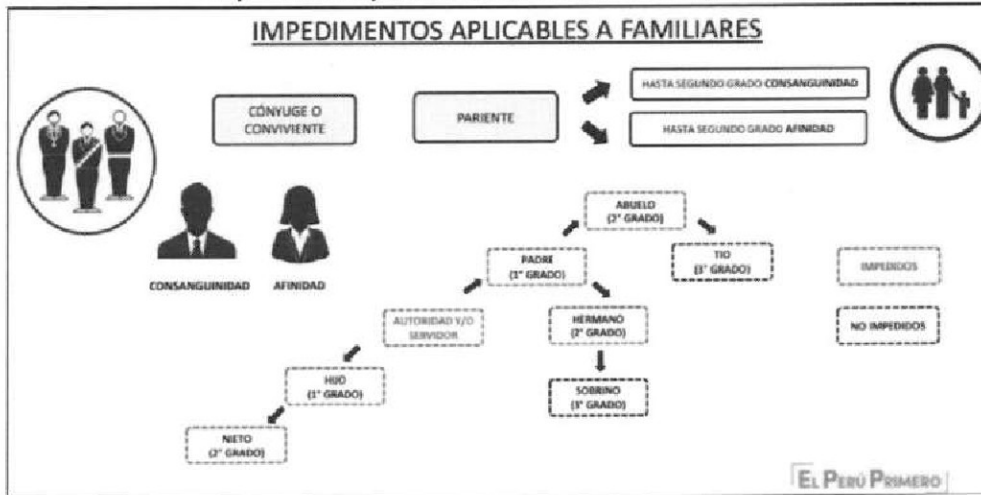 IMPEDIMENTOS APLICABLES A FAMILIARES
CÓNYUGE O
CONVIVIENTE
PARIENTE
HASTA SEGUNDO GRADO CONSANGUINIDAD
HASTA SEGUNDO GRADO AFINIDAD
CONSANGUINIDAD
AFINIDAD
ABUELO
(2° GRADO)
PADRE
(1° GRADO)
TIO
(3° GRADO)
IMPEDIDOS
AUTORIDAD Y/O
SERVIDOR
HERMANO
(2° GRADO)
NO IMPEDIDOS
HIJO
(1° GRADO)
SOBRINO
(3° GRADO)
NIETO
(2° GRADO)
EL PERÚ PRIMERO